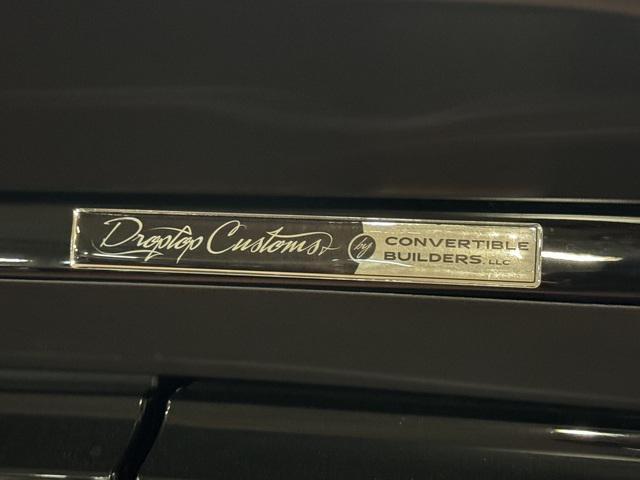 Droptop Customs by CONVERTIBLE
BUILDERS, LLC